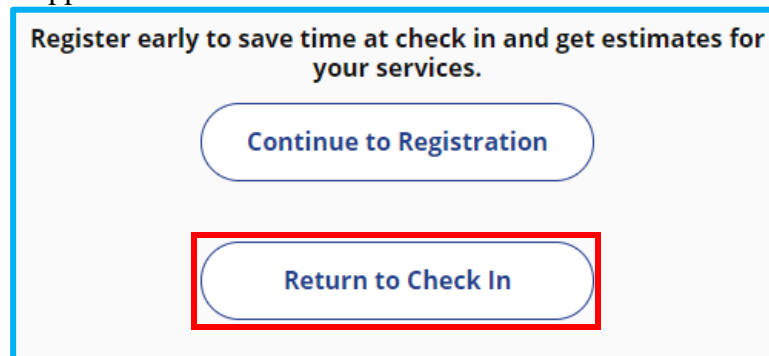 Register early to save time at check in and get estimates for
your services.
Continue to Registration
Return to Check In